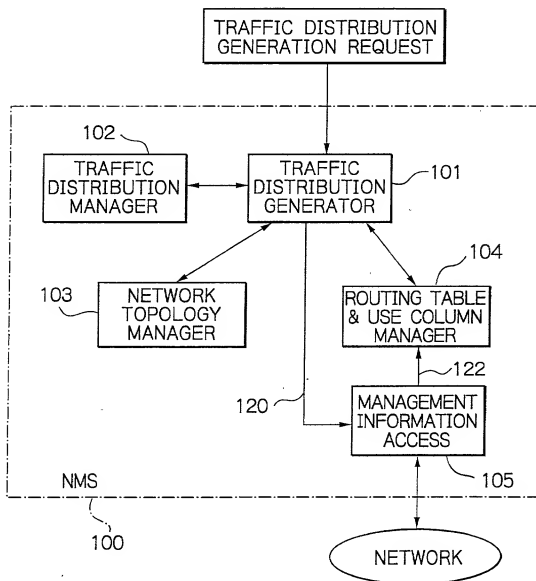 TRAFFIC DISTRIBUTION
GENERATION REQUEST
102
TRAFFIC
DISTRIBUTION
MANAGER
TRAFFIC
DISTRIBUTION
GENERATOR
101
103
NETWORK
TOPOLOGY
MANAGER
104
ROUTING TABLE
& USE COLUMN
MANAGER
122
120
MANAGEMENT
INFORMATION
ACCESS
105
NMS
100
NETWORK